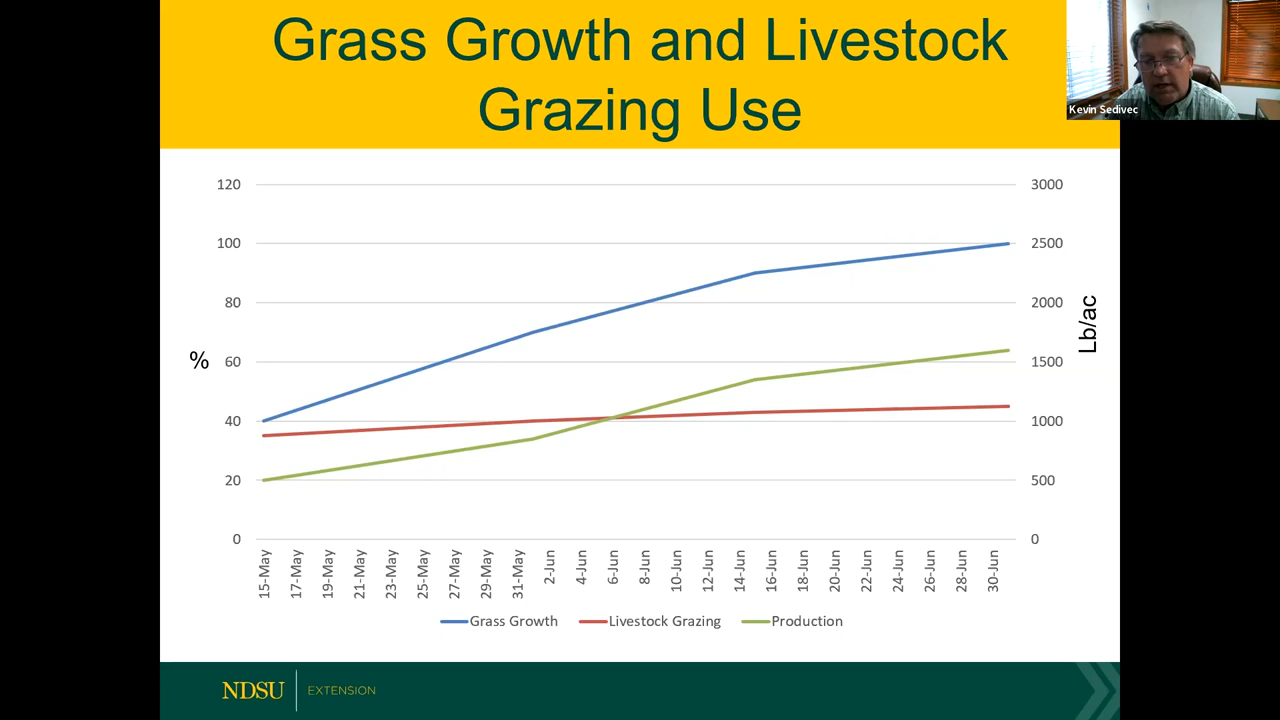 Grass Growth and Livestock
Grazing Use
Kevin Sedivec
120
100
80
60
40
20
0
%
3000
2500
2000
1500
1000
500
0
Lb/ac
15-May
17-May
19-May
21-May
23-May
25-May
27-May
29-May
31-May
2-Jun
4-Jun
6-Jun
8-Jun
10-Jun
12-Jun
14-Jun
16-Jun
18-Jun
20-Jun
22-Jun
24-Jun
26-Jun
28-Jun
30-Jun
Grass Growth Livestock Grazing Production
NDSU EXTENSION